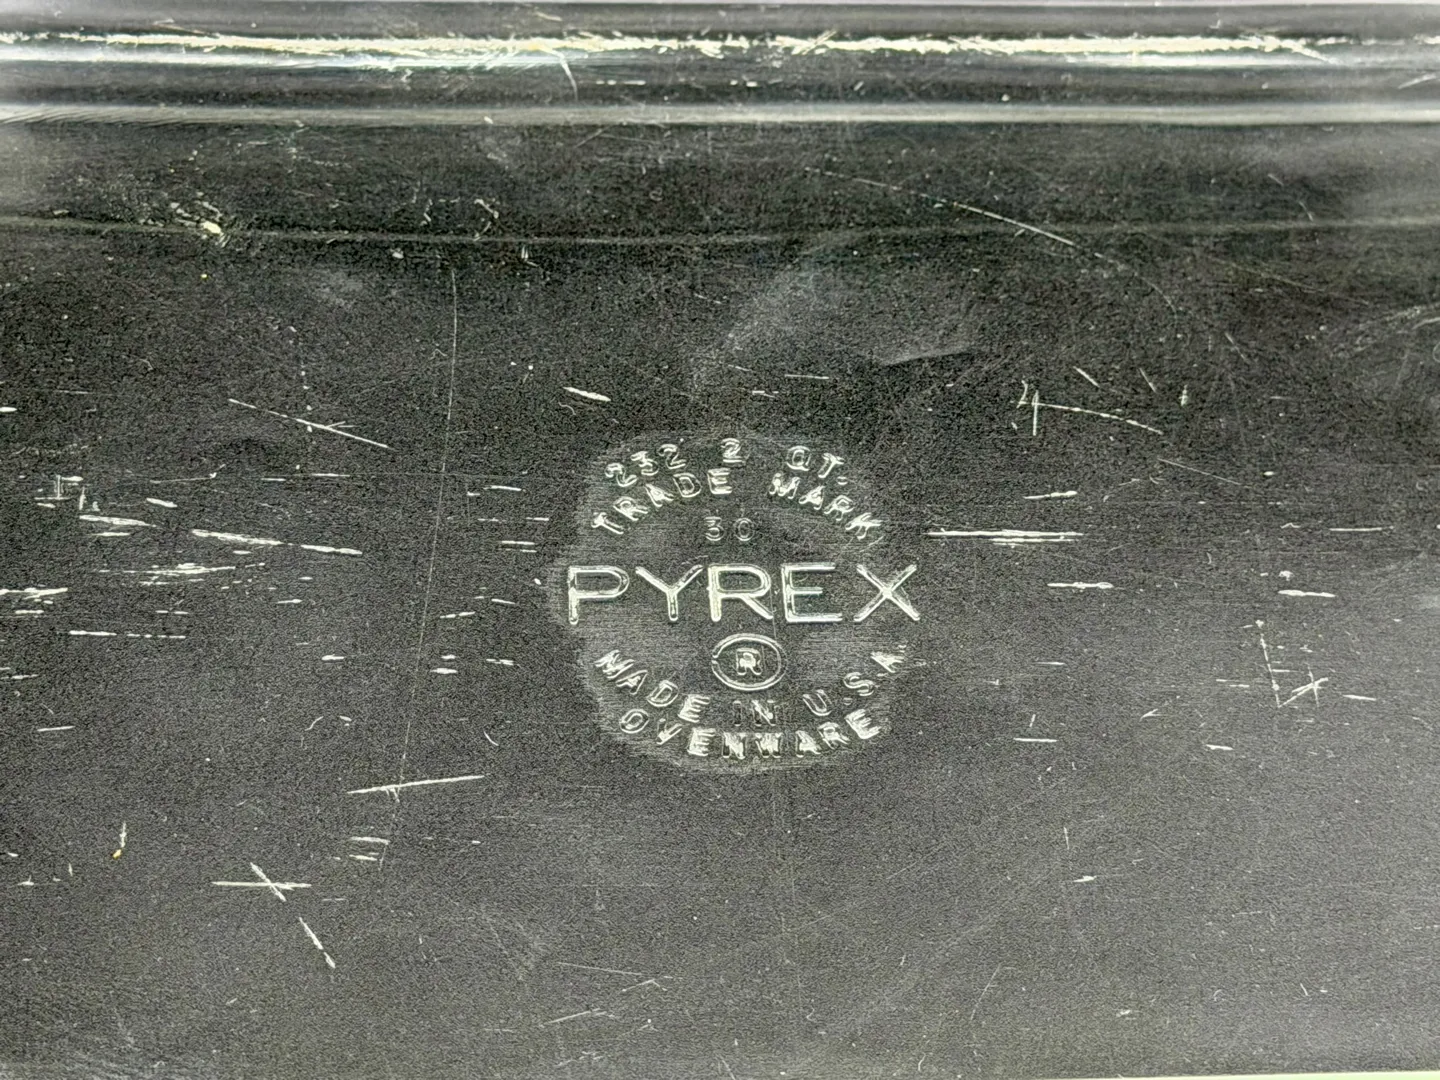 232 2 QT.
TRADE MARK
30
PYREX
®
MADE IN U.S.A.
OVENWARE